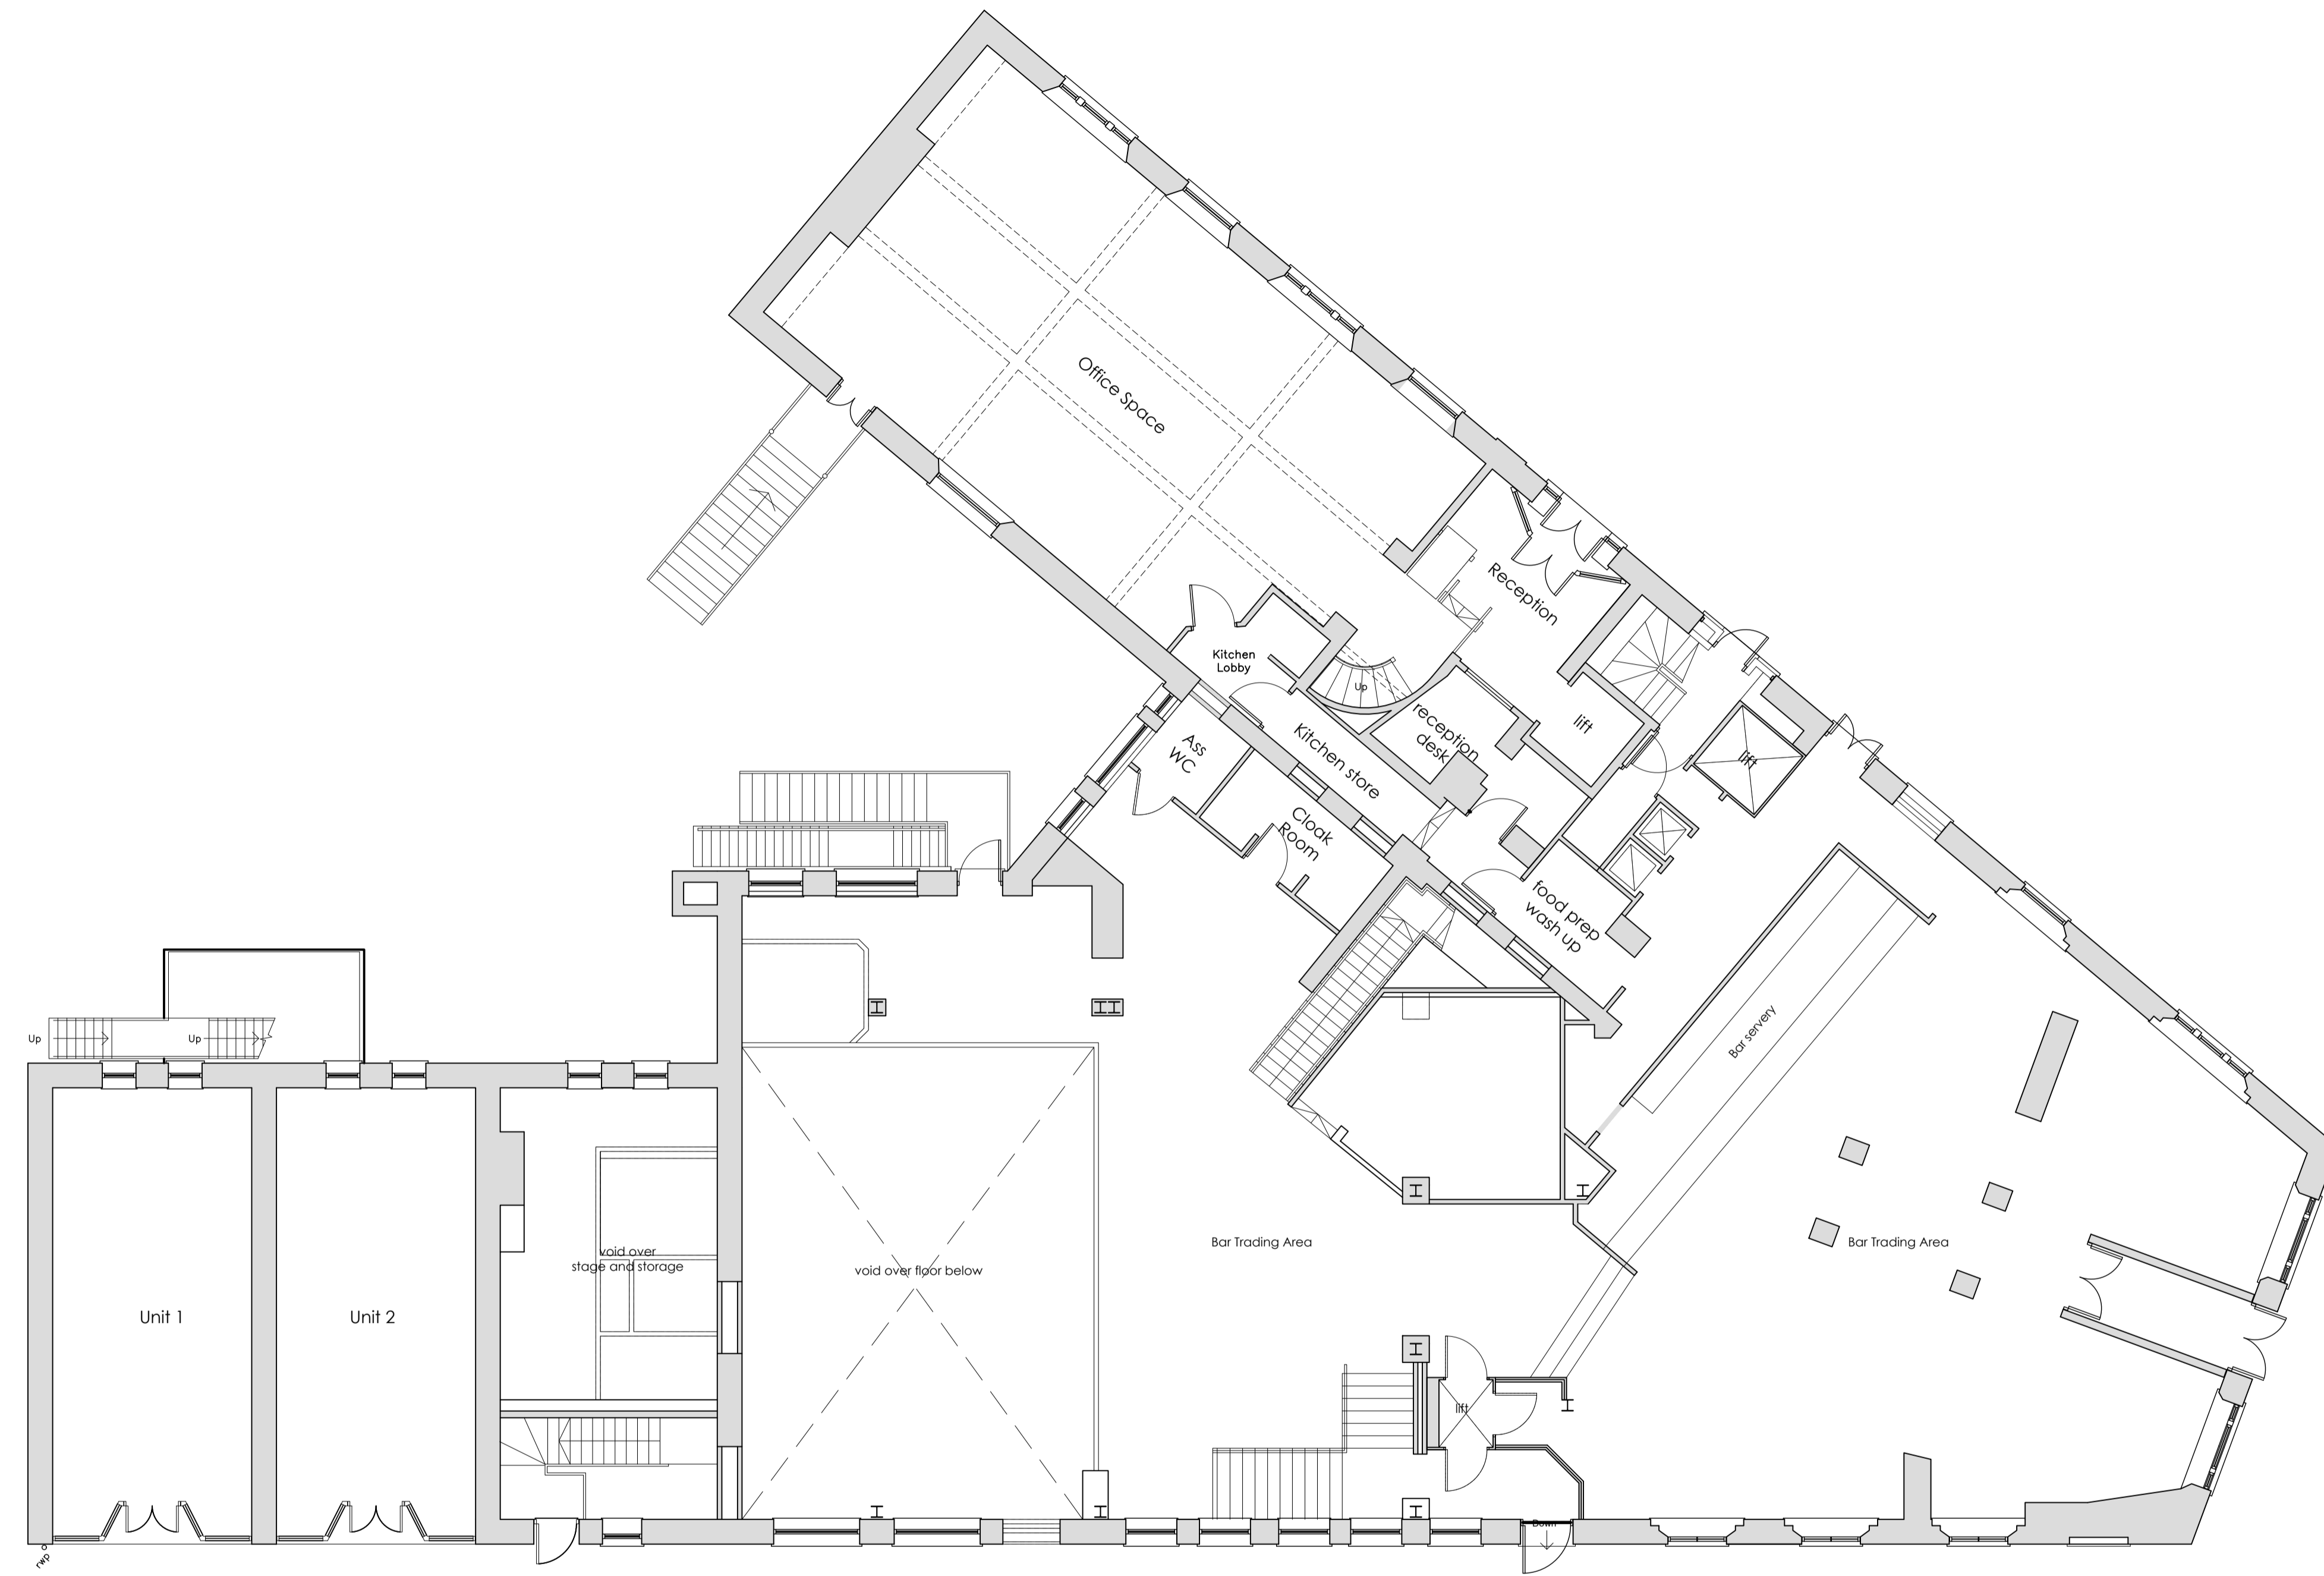 Office Space
Reception
Kitchen
Lobby
Up
reception
desk
lift
lift
Ass
WC
Kitchen store
Cloak
Room
food prep
wash up
Bar servery
Up
Up
void over
stage and storage
void over floor below
Bar Trading Area
Bar Trading Area
Unit 1
Unit 2
lift
Down
rwp